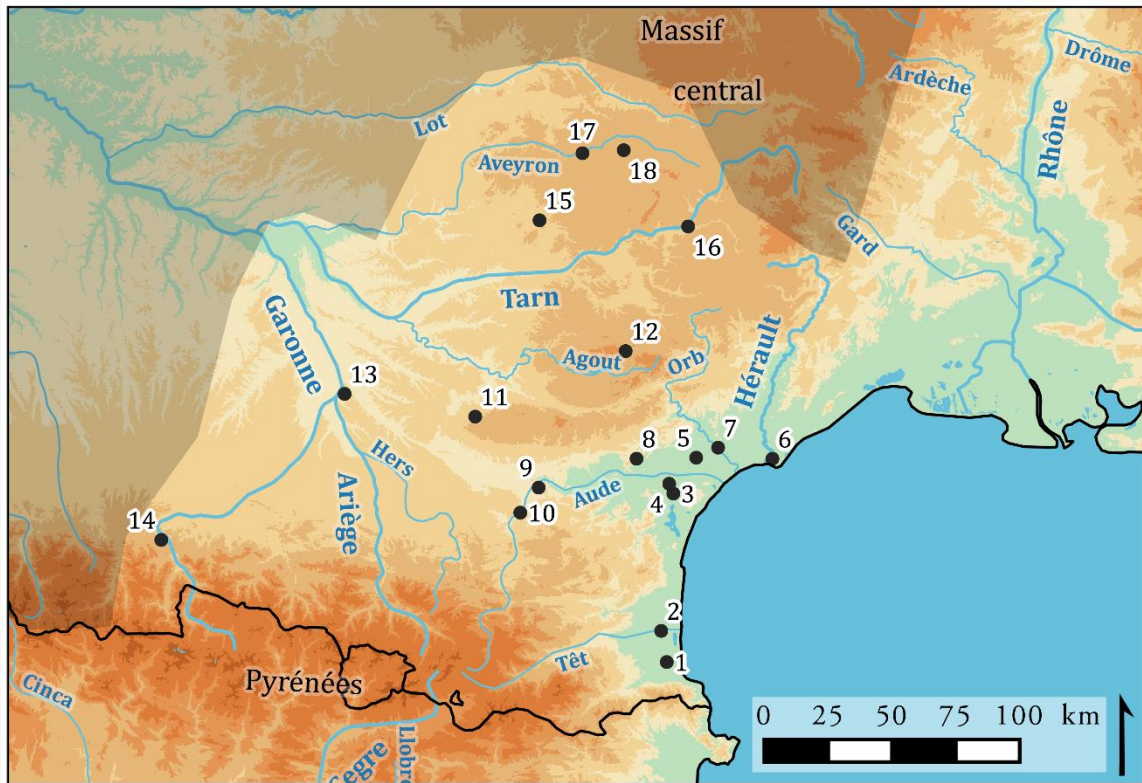 Massif
central
Drôme
Ardèche
Rhône
Lot
17
Aveyron
18
15
16
Gard
Tarn
Garonne
12
Agout
Orb
Hérault
13
11
Hers
8
5
7
6
9
Aude
4
3
10
14
Ariège
2
Têt
1
Pyrénées
Cinca
Llobre
Segre
0 25 50 75 100 km